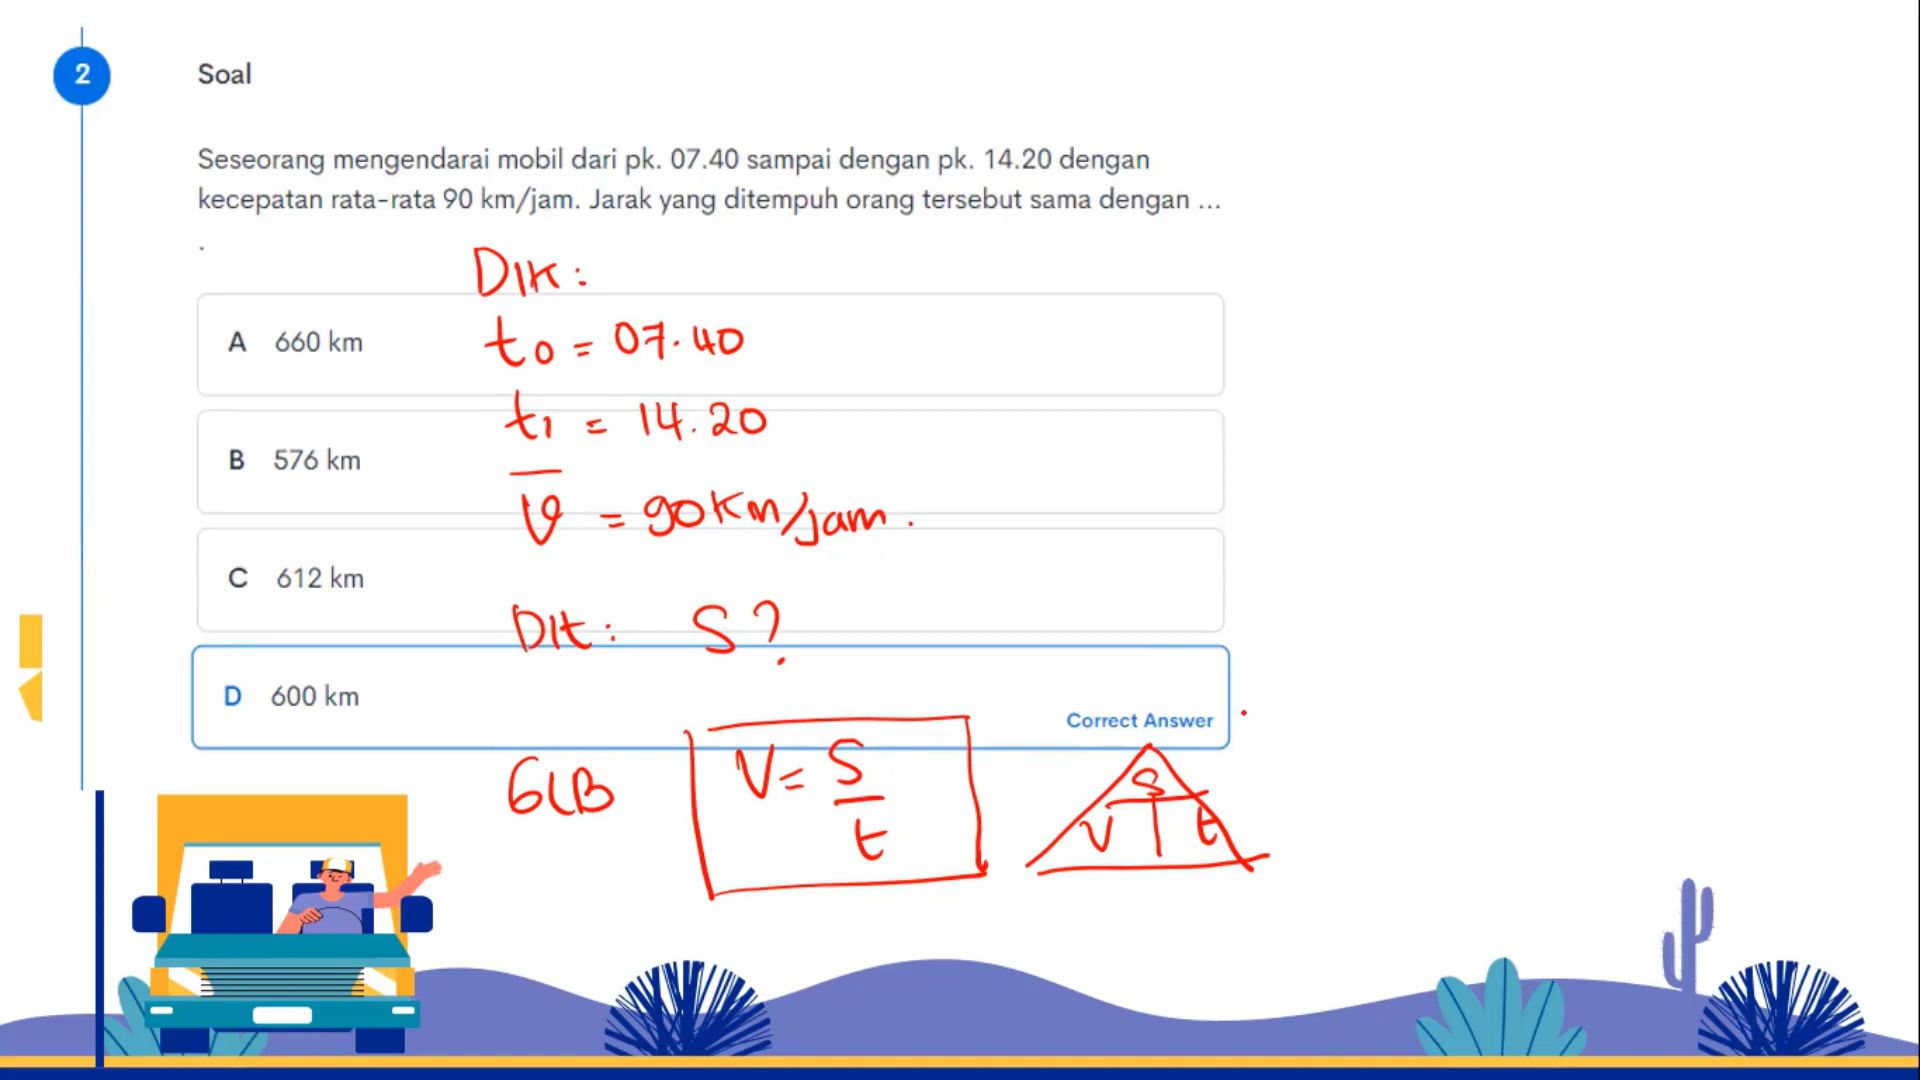 2
Soal
Seseorang mengendarai mobil dari pk. 07.40 sampai dengan pk. 14.20 dengan
kecepatan rata-rata 90 km/jam. Jarak yang ditempuh orang tersebut sama dengan ...
.
DIK :
A 660 km
t0 = 07.40
B 576 km
t1 = 14.20
V = 90 km/jam.
C 612 km
Dit : S ?
D 600 km
Correct Answer
GLB
V = S
t
S
V t